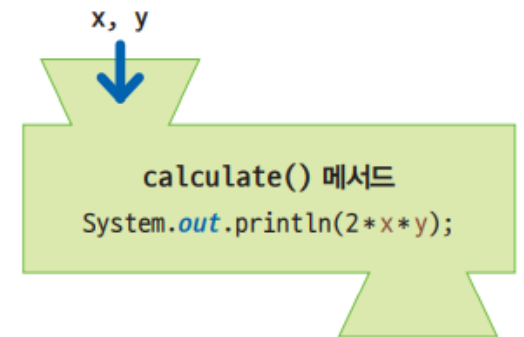 x, y
calculate() 메서드
System.out.println(2*x*y);